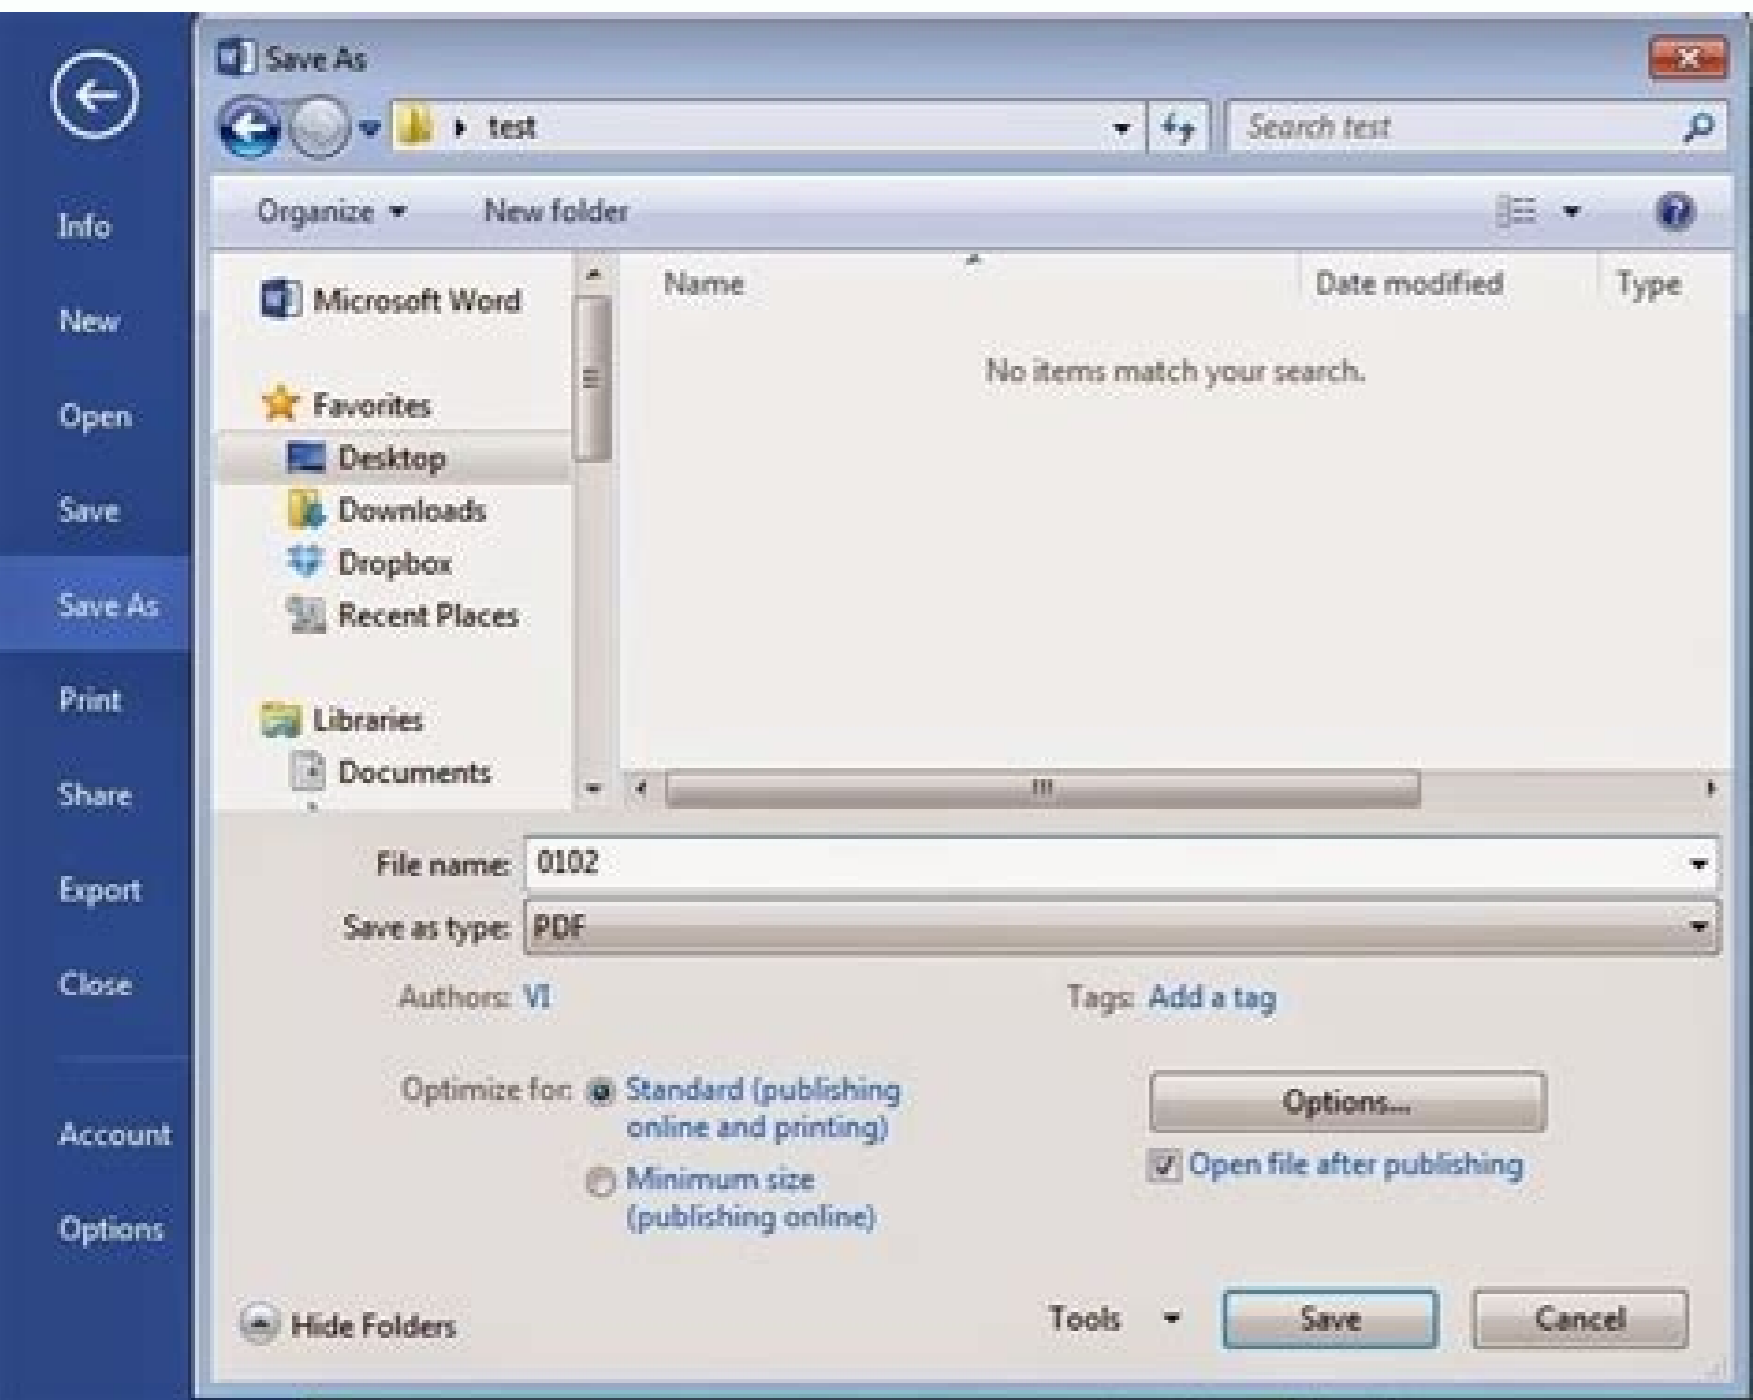 Save As
test
Search test
Organize
New folder
Info
New
Open
Save
Save As
Print
Share
Export
Close
Account
Options
Microsoft Word
Favorites
Desktop
Downloads
Dropbox
Recent Places
Libraries
Documents
Name
Date modified
Type
No items match your search.
File name: 0102
Save as type: PDF
Authors: VI
Tags: Add a tag
Optimize for:
Standard (publishing
online and printing)
Minimum size
(publishing online)
Options...
Open file after publishing
Hide Folders
Tools
Save
Cancel